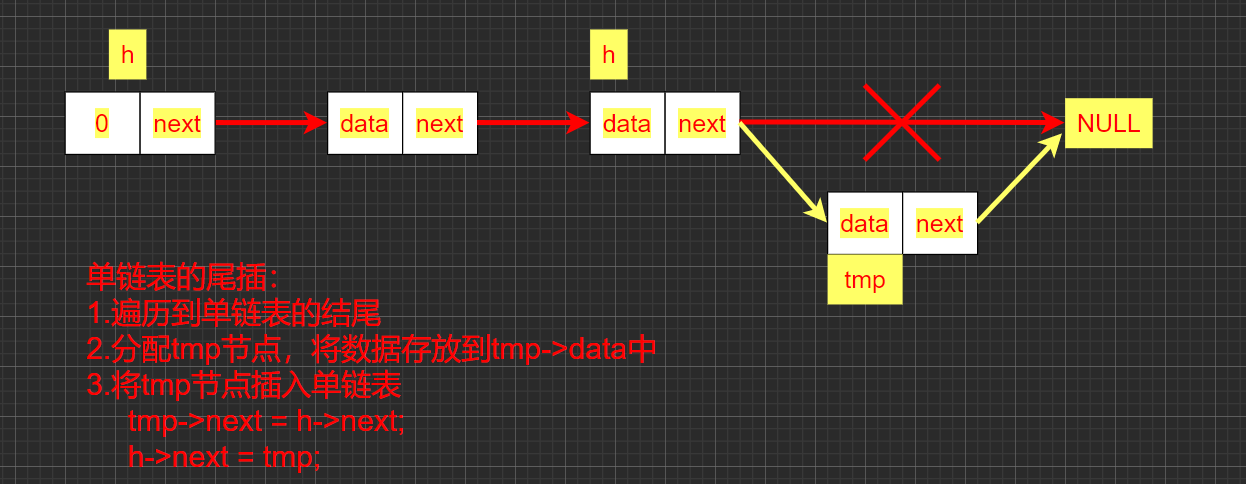 h
h
0 next
data next
data next
NULL
data next
tmp
单链表的尾插：
1.遍历到单链表的结尾
2.分配tmp节点，将数据存放到tmp->data中
3.将tmp节点插入单链表
tmp->next = h->next;
h->next = tmp;